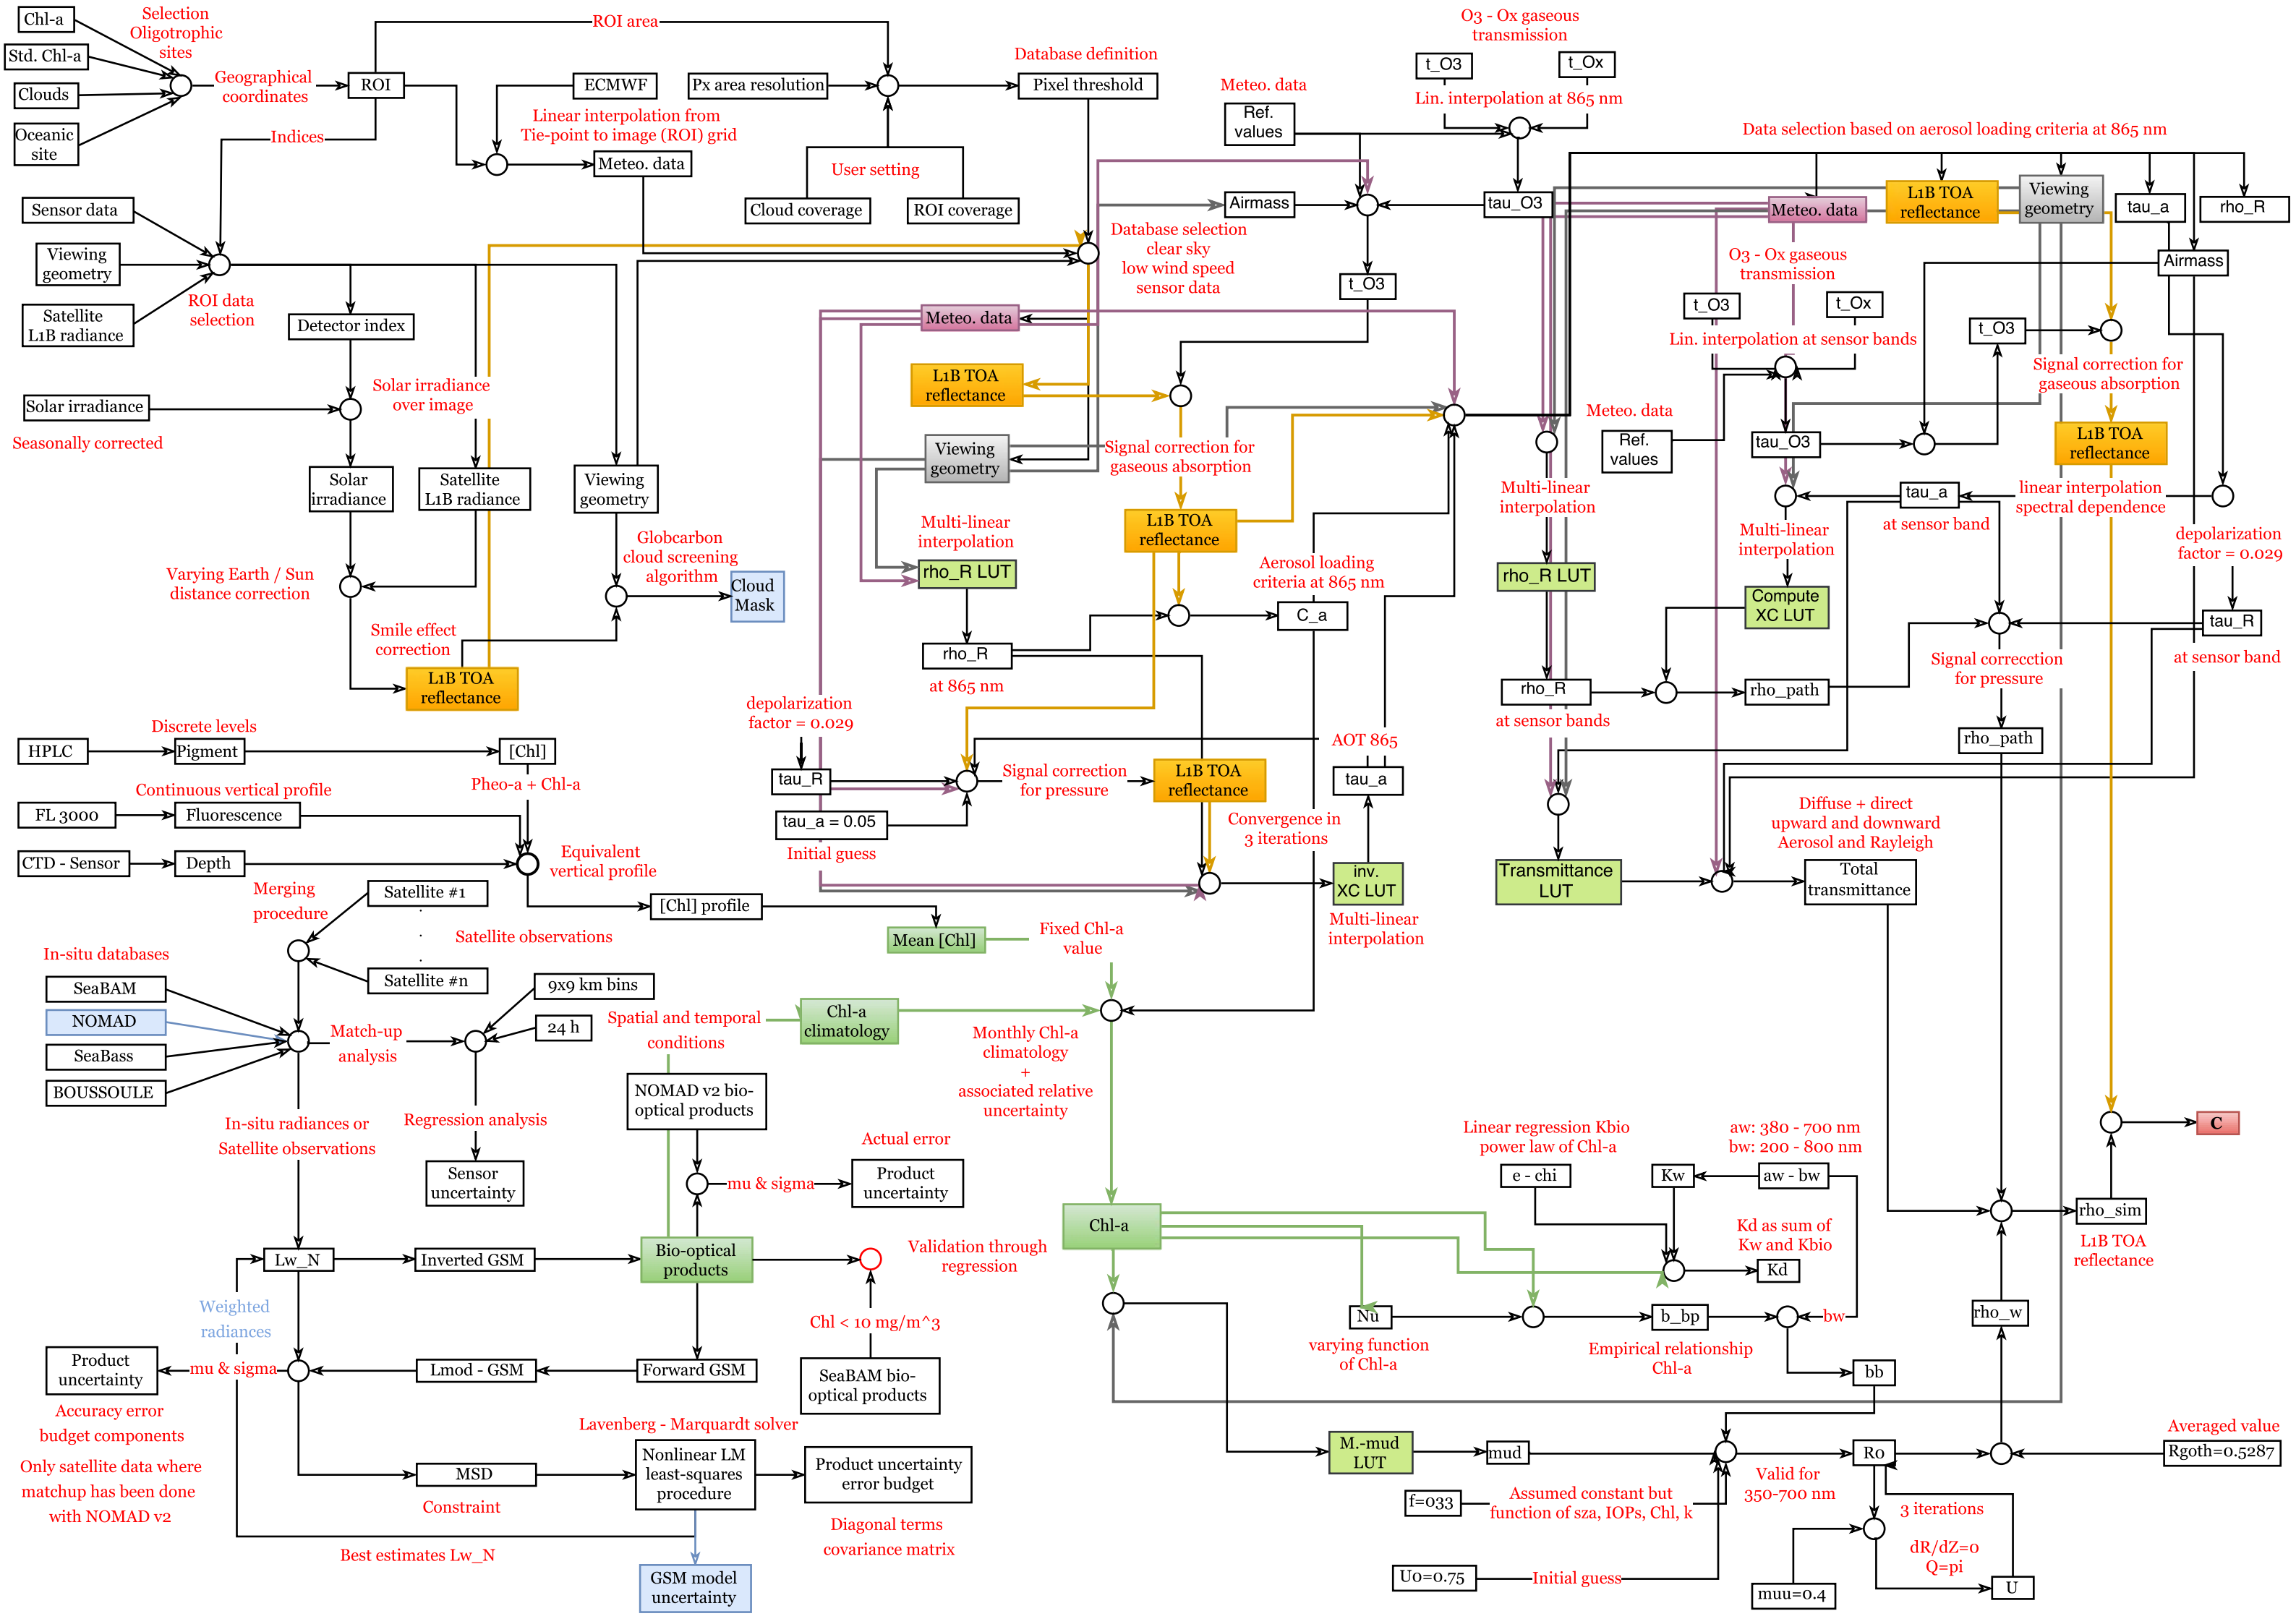 Chl-a
Std. Chl-a
Clouds
Oceanic
site
Selection
Oligotrophic
sites
Geographical
coordinates
ROI
ROI area
Indices
ECMWF
Linear interpolation from
Tie-point to image (ROI) grid
Meteo. data
Px area resolution
User setting
Cloud coverage
ROI coverage
Database definition
Pixel threshold
Sensor data
Viewing
geometry
Satellite
L1B radiance
ROI data
selection
Detector index
Solar irradiance
Seasonally corrected
Solar irradiance
over image
Solar
irradiance
Satellite
L1B radiance
Viewing
geometry
Varying Earth / Sun
distance correction
Smile effect
correction
L1B TOA
reflectance
Globcarbon
cloud screening
algorithm
Cloud
Mask
O3 - Ox gaseous
transmission
t_O3
t_Ox
Lin. interpolation at 865 nm
Meteo. data
Ref.
values
Airmass
tau_O3
Database selection
clear sky
low wind speed
sensor data
t_O3
Meteo. data
L1B TOA
reflectance
Viewing
geometry
Signal correction for
gaseous absorption
L1B TOA
reflectance
Multi-linear
interpolation
rho_R LUT
rho_R
at 865 nm
Aerosol loading
criteria at 865 nm
C_a
depolarization
factor = 0.029
tau_R
tau_a = 0.05
Initial guess
Signal correction
for pressure
L1B TOA
reflectance
AOT 865
tau_a
Convergence in
3 iterations
inv.
XC LUT
Multi-linear
interpolation
Data selection based on aerosol loading criteria at 865 nm
Meteo. data
L1B TOA
reflectance
Viewing
geometry
tau_a
rho_R
Airmass
O3 - Ox gaseous
transmission
t_O3
t_Ox
Lin. interpolation at sensor bands
t_O3
Signal correction for
gaseous absorption
Meteo. data
Ref.
values
tau_O3
L1B TOA
reflectance
Multi-linear
interpolation
tau_a
at sensor band
linear interpolation
spectral dependence
Multi-linear
interpolation
depolarization
factor = 0.029
rho_R LUT
Compute
XC LUT
tau_R
at sensor band
rho_R
at sensor bands
rho_path
Signal correcction
for pressure
rho_path
Diffuse + direct
upward and downward
Aerosol and Rayleigh
Transmittance
LUT
Total
transmittance
HPLC
Discrete levels
Pigment
[Chl]
Pheo-a + Chl-a
FL 3000
Continuous vertical profile
Fluorescence
CTD - Sensor
Depth
Equivalent
vertical profile
[Chl] profile
Mean [Chl]
Fixed Chl-a
value
Merging
procedure
Satellite #1
.
.
.
Satellite #n
Satellite observations
In-situ databases
SeaBAM
NOMAD
SeaBass
BOUSSOULE
Match-up
analysis
9x9 km bins
24 h
Spatial and temporal
conditions
Chl-a
climatology
Monthly Chl-a
climatology
+
associated relative
uncertainty
In-situ radiances or
Satellite observations
Regression analysis
Sensor
uncertainty
NOMAD v2 bio-
optical products
Actual error
mu & sigma
Product
uncertainty
Lw_N
Inverted GSM
Bio-optical
products
Validation through
regression
Weighted
radiances
Chl < 10 mg/m^3
Product
uncertainty
mu & sigma
Lmod - GSM
Forward GSM
SeaBAM bio-
optical products
Accuracy error
budget components
Only satellite data where
matchup has been done
with NOMAD v2
Lavenberg - Marquardt solver
MSD
Constraint
Nonlinear LM
least-squares
procedure
Product uncertainty
error budget
Diagonal terms
covariance matrix
Best estimates Lw_N
GSM model
uncertainty
Chl-a
Linear regression Kbio
power law of Chl-a
e - chi
aw: 380 - 700 nm
bw: 200 - 800 nm
Kw
aw - bw
Kd as sum of
Kw and Kbio
Kd
Nu
varying function
of Chl-a
b_bp
Empirical relationship
Chl-a
bw
bb
C
rho_sim
L1B TOA
reflectance
rho_w
M.-mud
LUT
mud
R0
Valid for
350-700 nm
Averaged value
Rgoth=0.5287
f=033
Assumed constant but
function of sza, IOPs, Chl, k
3 iterations
dR/dZ=0
Q=pi
U0=0.75
Initial guess
muu=0.4
U